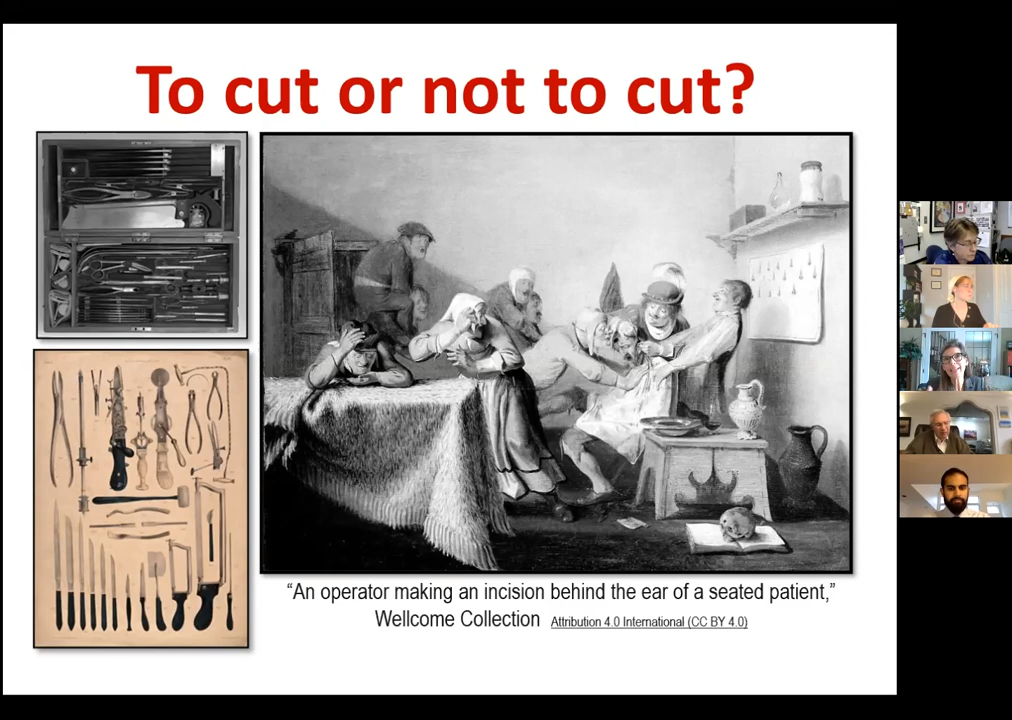 To cut or not to cut?
“An operator making an incision behind the ear of a seated patient,”
Wellcome Collection Attribution 4.0 International (CC BY 4.0)